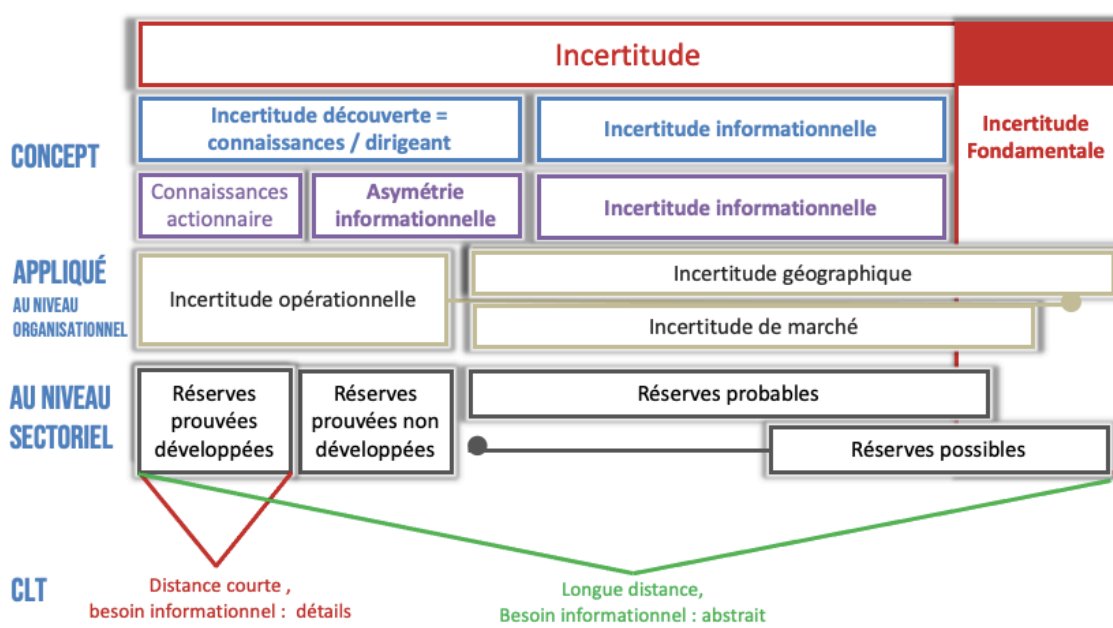 Incertitude
Incertitude découverte =
connaissances / dirigeant
Incertitude informationnelle
Incertitude
Fondamentale
CONCEPT
Connaissances
actionnaire
Asymétrie
informationnelle
Incertitude informationnelle
APPLIQUÉ
AU NIVEAU
ORGANISATIONNEL
Incertitude opérationnelle
Incertitude géographique
Incertitude de marché
AU NIVEAU
SECTORIEL
Réserves
prouvées
développées
Réserves
prouvées non
développées
Réserves probables
Réserves possibles
CLT
Distance courte ,
besoin informationnel : détails
Longue distance,
Besoin informationnel : abstrait